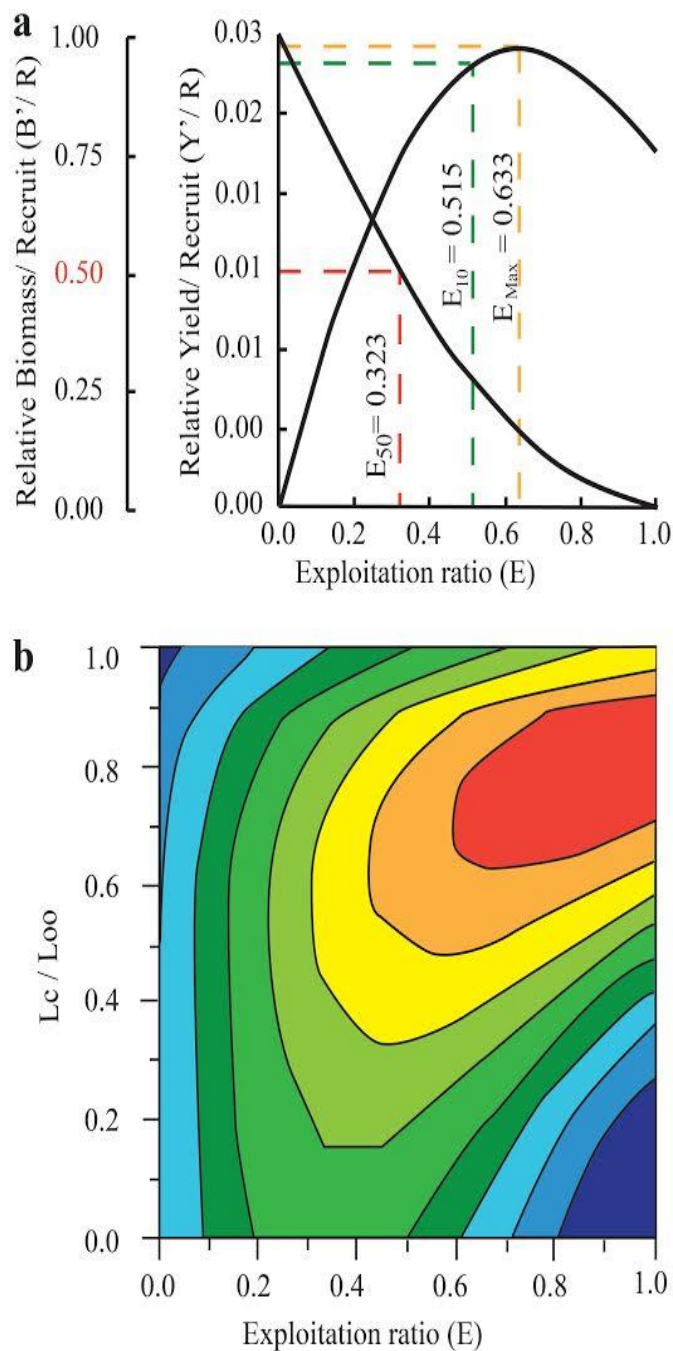 a
Relative Biomass/ Recruit (B'/ R)
1.00
0.75
0.50
0.25
0.00
Relative Yield/ Recruit (Y'/ R)
0.03
0.02
0.01
0.01
0.01
0.00
0.00
E50= 0.323
E10 = 0.515
EMax = 0.633
0.0 0.2 0.4 0.6 0.8 1.0
Exploitation ratio (E)
b
Lc / Loo
1.0
0.8
0.6
0.4
0.2
0.0
0.0 0.2 0.4 0.6 0.8 1.0
Exploitation ratio (E)